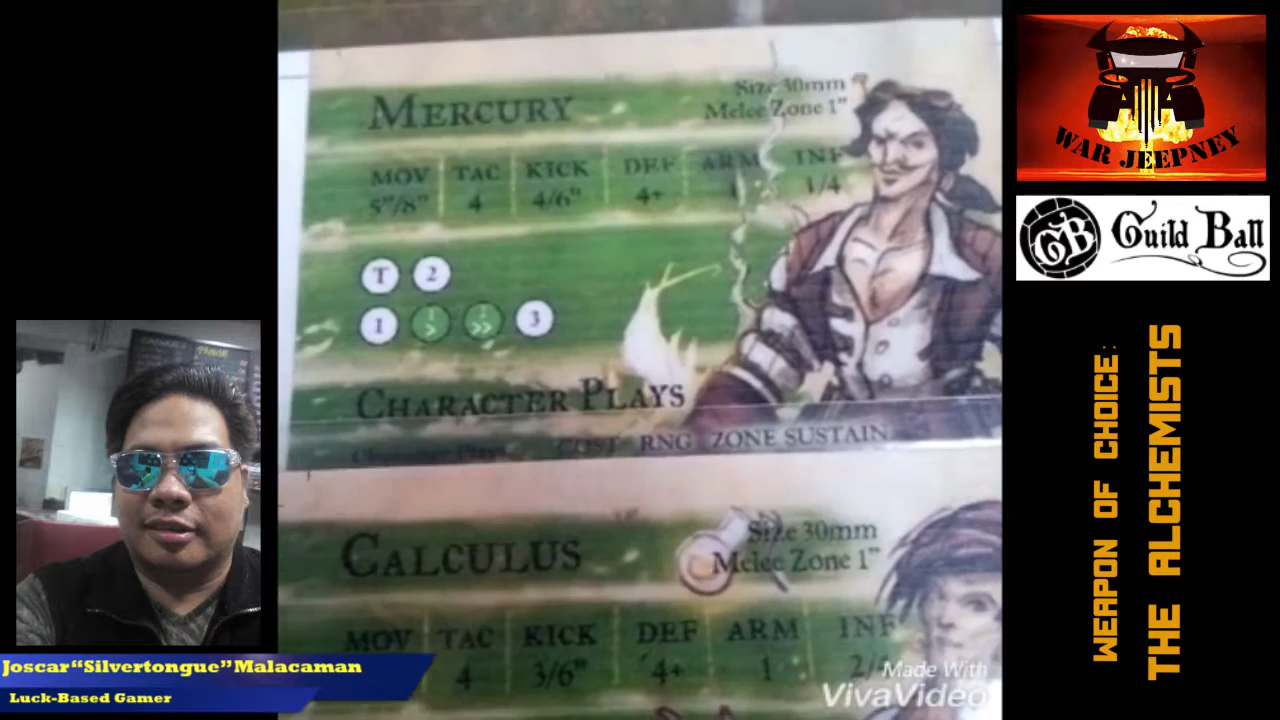 MERCURY
Size 30mm
Melee Zone 1"
MOV TAC KICK DEF ARM INF
5"/8" 4 4/6" 4+ 1/4
T 2
1 > >> 3
CHARACTER PLAYS
COST RNG ZONE SUSTAIN
CALCULUS
Size 30mm
Melee Zone 1"
MOV TAC KICK DEF ARM INF
4 3/6" 4+ 1
Made With
VivaVideo
WAR JEEPNEY
GB Guild Ball
WEAPON OF CHOICE:
THE ALCHEMISTS
Joscar“Silvertongue”Malacaman
Luck-Based Gamer